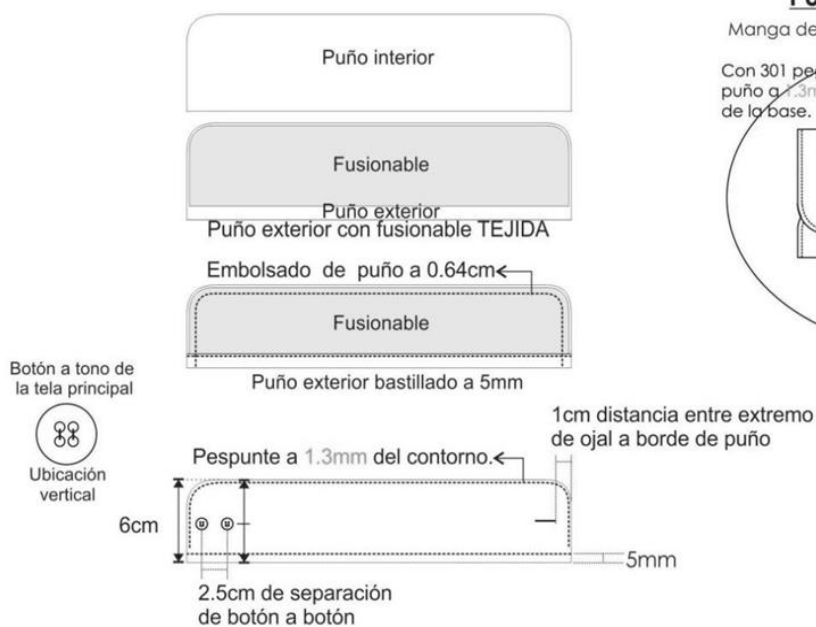 Puño interior
Manga de
Con 301
puño a 1.3m
de la base.
Fusionable
Puño exterior
Puño exterior con fusionable TEJIDA
Embolsado de puño a 0.64cm
Fusionable
Puño exterior bastillado a 5mm
Botón a tono de
la tela principal
Ubicación
vertical
1cm distancia entre extremo
de ojal a borde de puño
Pespunte a 1.3mm del contorno.
6cm
5mm
2.5cm de separación
de botón a botón